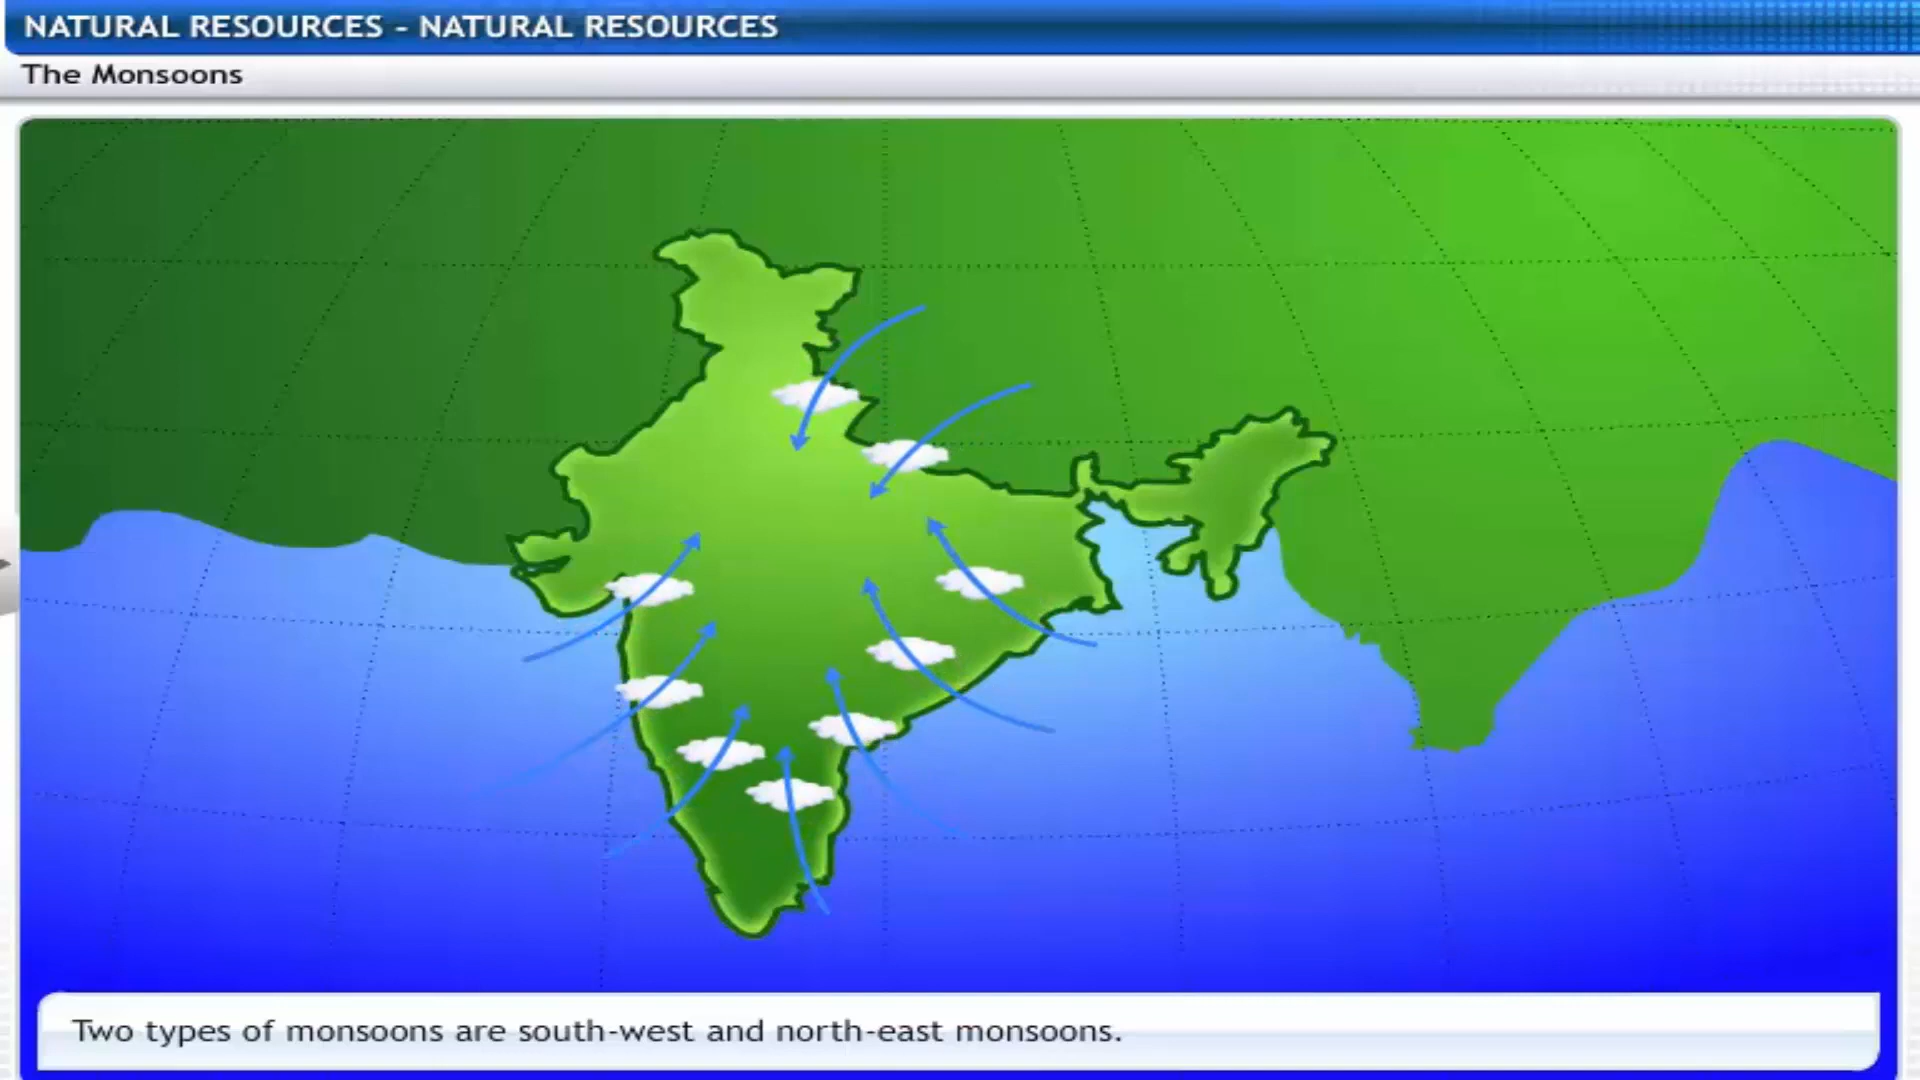 NATURAL RESOURCES - NATURAL RESOURCES
The Monsoons
Two types of monsoons are south-west and north-east monsoons.